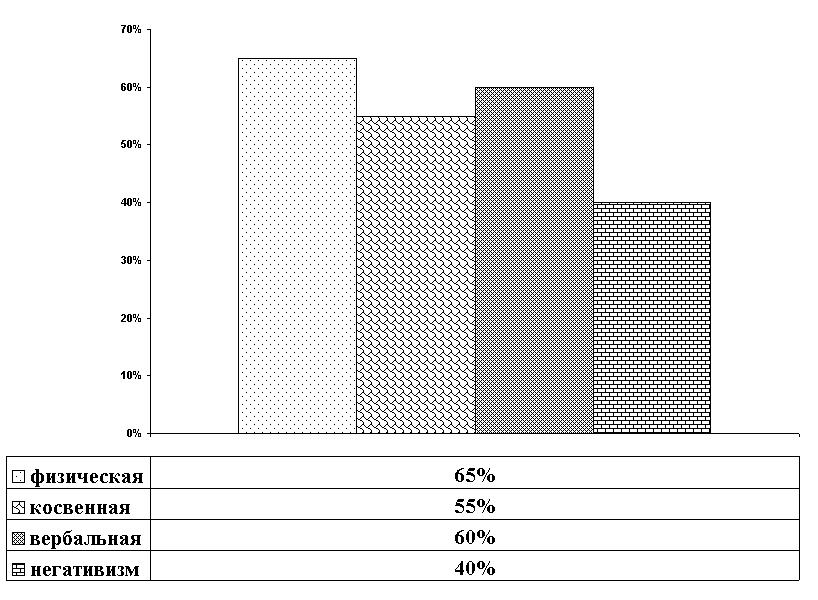 70%
60%
50%
40%
30%
20%
10%
0%
физическая 65%
косвенная 55%
вербальная 60%
негативизм 40%